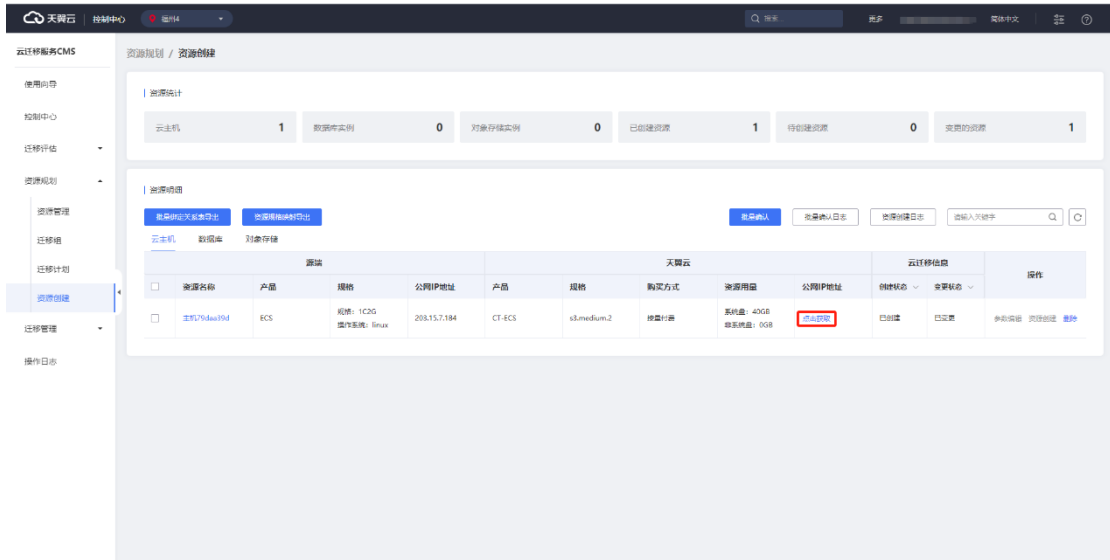 天翼云 控制中心 福州4 搜索 更多 简体中文
云迁移服务CMS
使用向导
控制中心
迁移评估
资源规划
资源管理
迁移组
迁移计划
资源创建
迁移管理
操作日志
资源规划 / 资源创建
资源统计
云主机 1 数据库实例 0 对象存储实例 0 已创建资源 1 待创建资源 0 变更的资源 1
资源明细
批量绑定关系表导出 资源规格映射导出 批量确认 批量确认日志 资源创建日志 请输入关键字
云主机 数据库 对象存储
源端 天翼云 云迁移信息 操作
资源名称 产品 规格 公网IP地址 产品 规格 购买方式 资源用量 公网IP地址 创建状态 变更状态
主机79daa39d ECS 规格：1C2G 203.15.7.184 CT-ECS s3.medium.2 按量付费 系统盘：40GB 点击获取 已创建 已变更 参数编辑 资源创建 删除
操作系统：linux 非系统盘：0GB